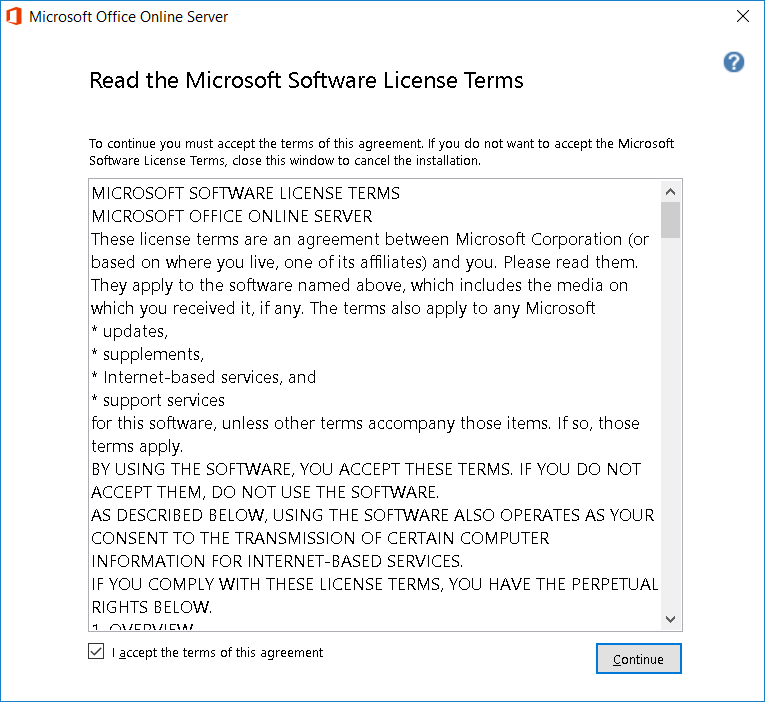 Microsoft Office Online Server
Read the Microsoft Software License Terms
To continue you must accept the terms of this agreement. If you do not want to accept the Microsoft
Software License Terms, close this window to cancel the installation.
MICROSOFT SOFTWARE LICENSE TERMS
MICROSOFT OFFICE ONLINE SERVER
These license terms are an agreement between Microsoft Corporation (or
based on where you live, one of its affiliates) and you. Please read them.
They apply to the software named above, which includes the media on
which you received it, if any. The terms also apply to any Microsoft
* updates,
* supplements,
* Internet-based services, and
* support services
for this software, unless other terms accompany those items. If so, those
terms apply.
BY USING THE SOFTWARE, YOU ACCEPT THESE TERMS. IF YOU DO NOT
ACCEPT THEM, DO NOT USE THE SOFTWARE.
AS DESCRIBED BELOW, USING THE SOFTWARE ALSO OPERATES AS YOUR
CONSENT TO THE TRANSMISSION OF CERTAIN COMPUTER
INFORMATION FOR INTERNET-BASED SERVICES.
IF YOU COMPLY WITH THESE LICENSE TERMS, YOU HAVE THE PERPETUAL
RIGHTS BELOW.
1. OVERVIEW
I accept the terms of this agreement
Continue